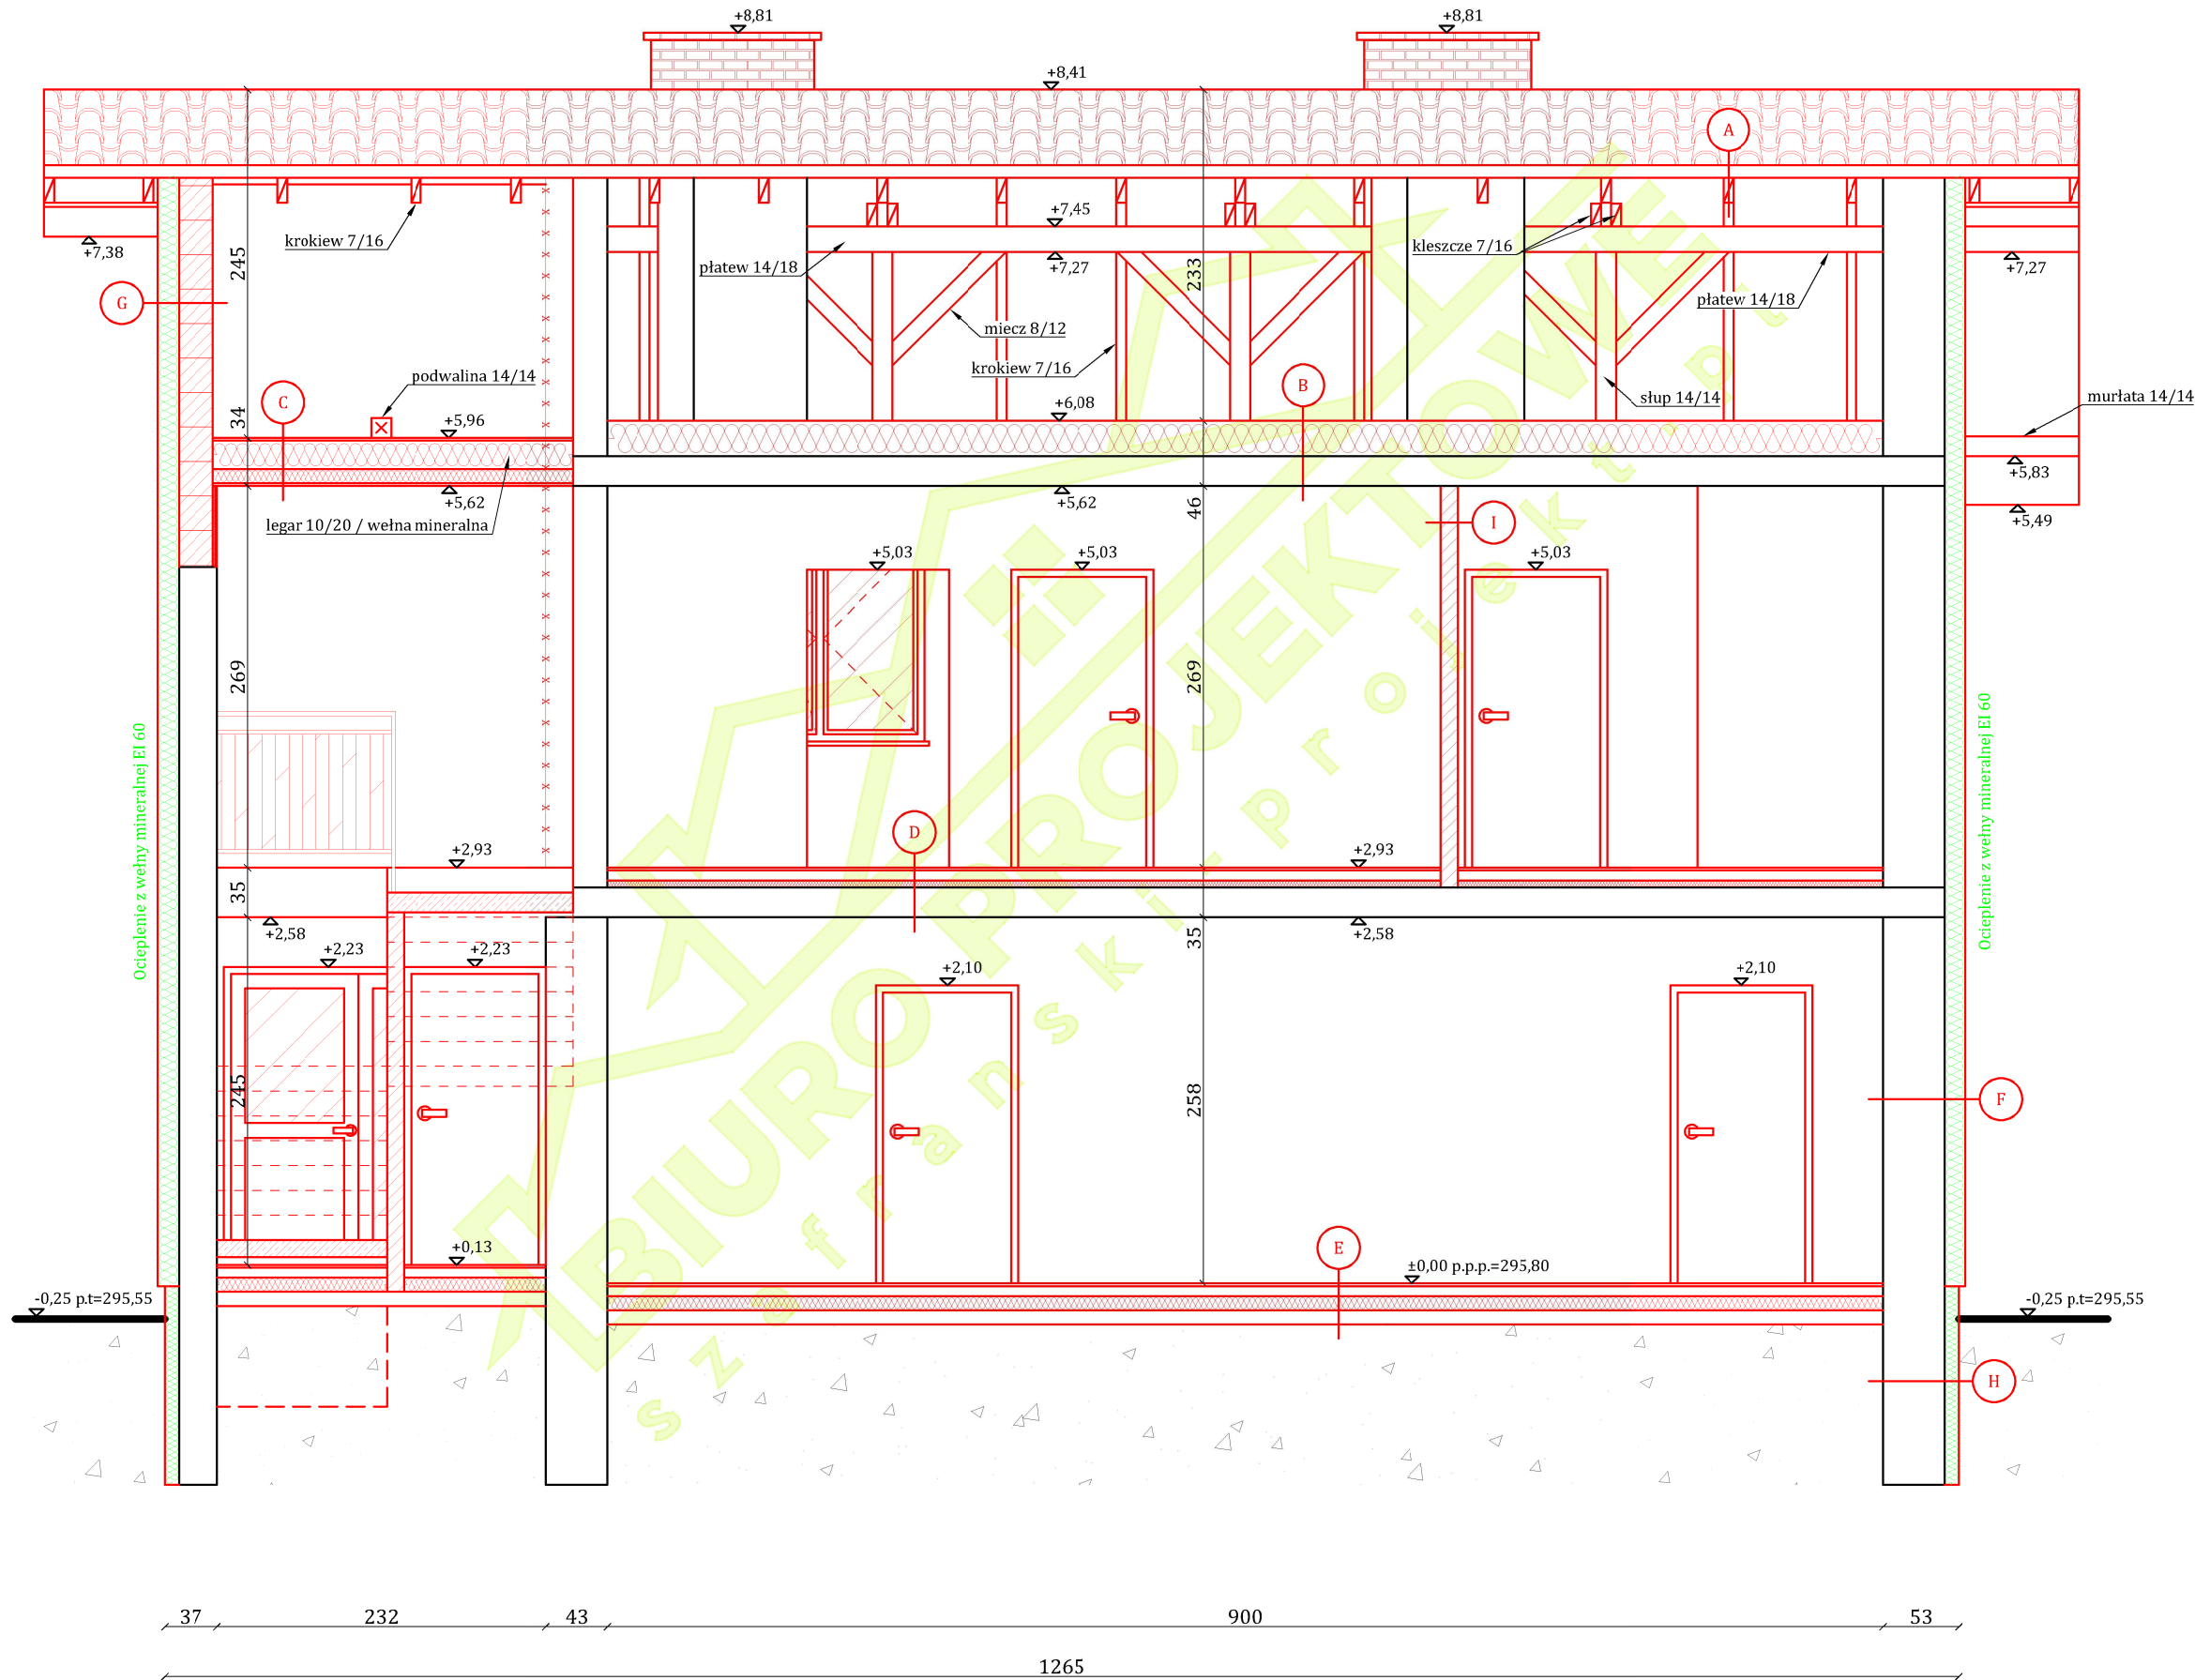 +8,81
+8,81
+8,41
A
+7,45
krokiew 7/16
kleszcze 7/16
+7,38
245
płatew 14/18
+7,27
233
+7,27
G
płatew 14/18
miecz 8/12
krokiew 7/16
podwalina 14/14
B
słup 14/14
murłata 14/14
C
34
+5,96
+6,08
+5,83
+5,62
+5,62
46
legar 10/20 / wełna mineralna
I
+5,49
+5,03
+5,03
+5,03
269
269
Ocieplenie z wełny mineralnej EI 60
Ocieplenie z wełny mineralnej EI 60
D
+2,93
+2,93
35
+2,58
35
+2,58
+2,23
+2,23
+2,10
+2,10
245
258
F
+0,13
E
±0,00 p.p.p.=295,80
-0,25 p.t=295,55
-0,25 p.t=295,55
H
BIURO PROJEKTOWE
szafranskiprojekt.pt
37
232
43
900
53
1265